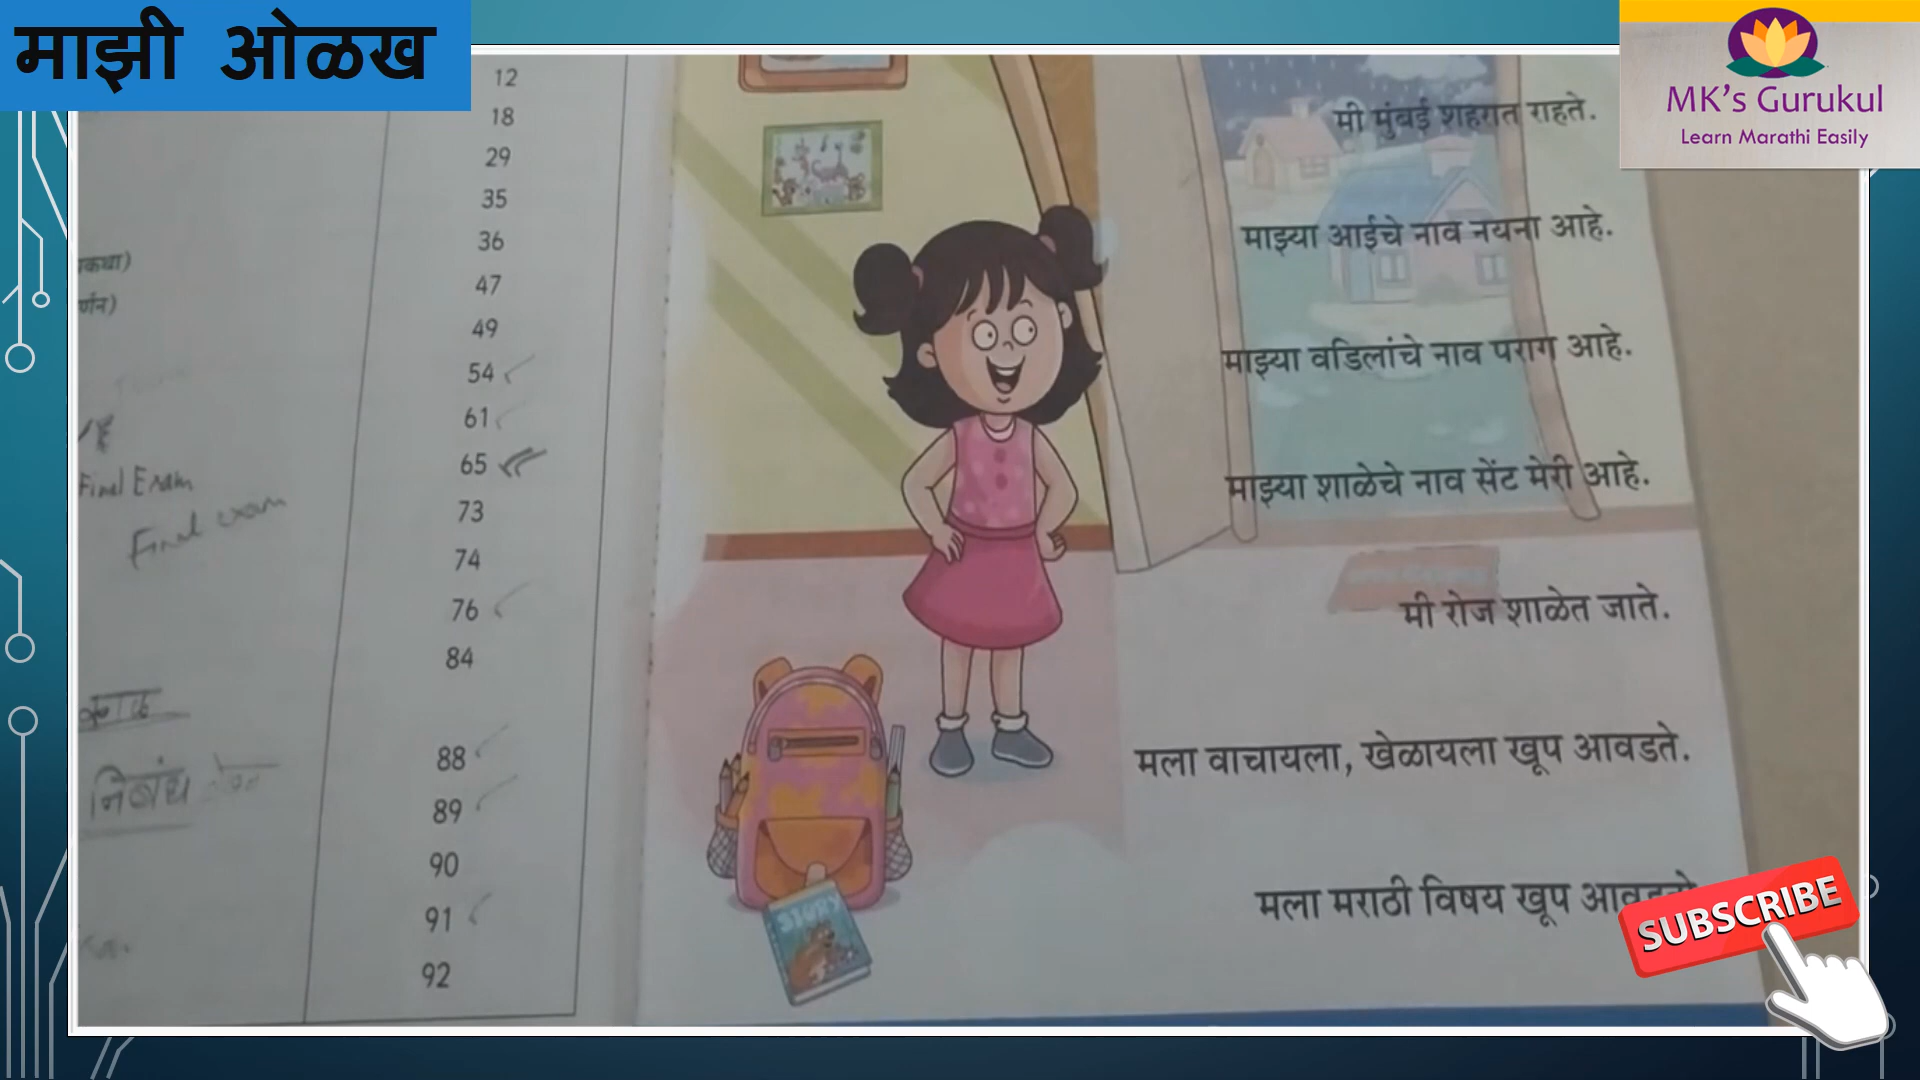 माझी ओळख
MK's Gurukul
Learn Marathi Easily
12
18
29
35
36
47
49
54
61
65
73
74
76
84
88
89
90
91
92
Final Exam
Final exam
निबंध
मी मुंबई शहरात राहते.
माझ्या आईचे नाव नयना आहे.
माझ्या वडिलांचे नाव पराग आहे.
माझ्या शाळेचे नाव सेंट मेरी आहे.
मी रोज शाळेत जाते.
मला वाचायला, खेळायला खूप आवडते.
मला मराठी विषय खूप
STORY
SUBSCRIBE